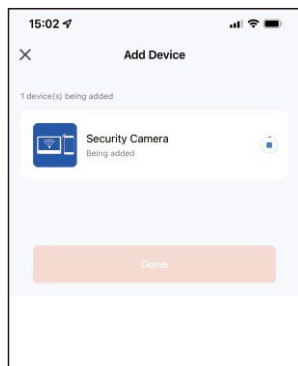 15:02
Add Device
1 device(s) being added
Security Camera
Being added
Done